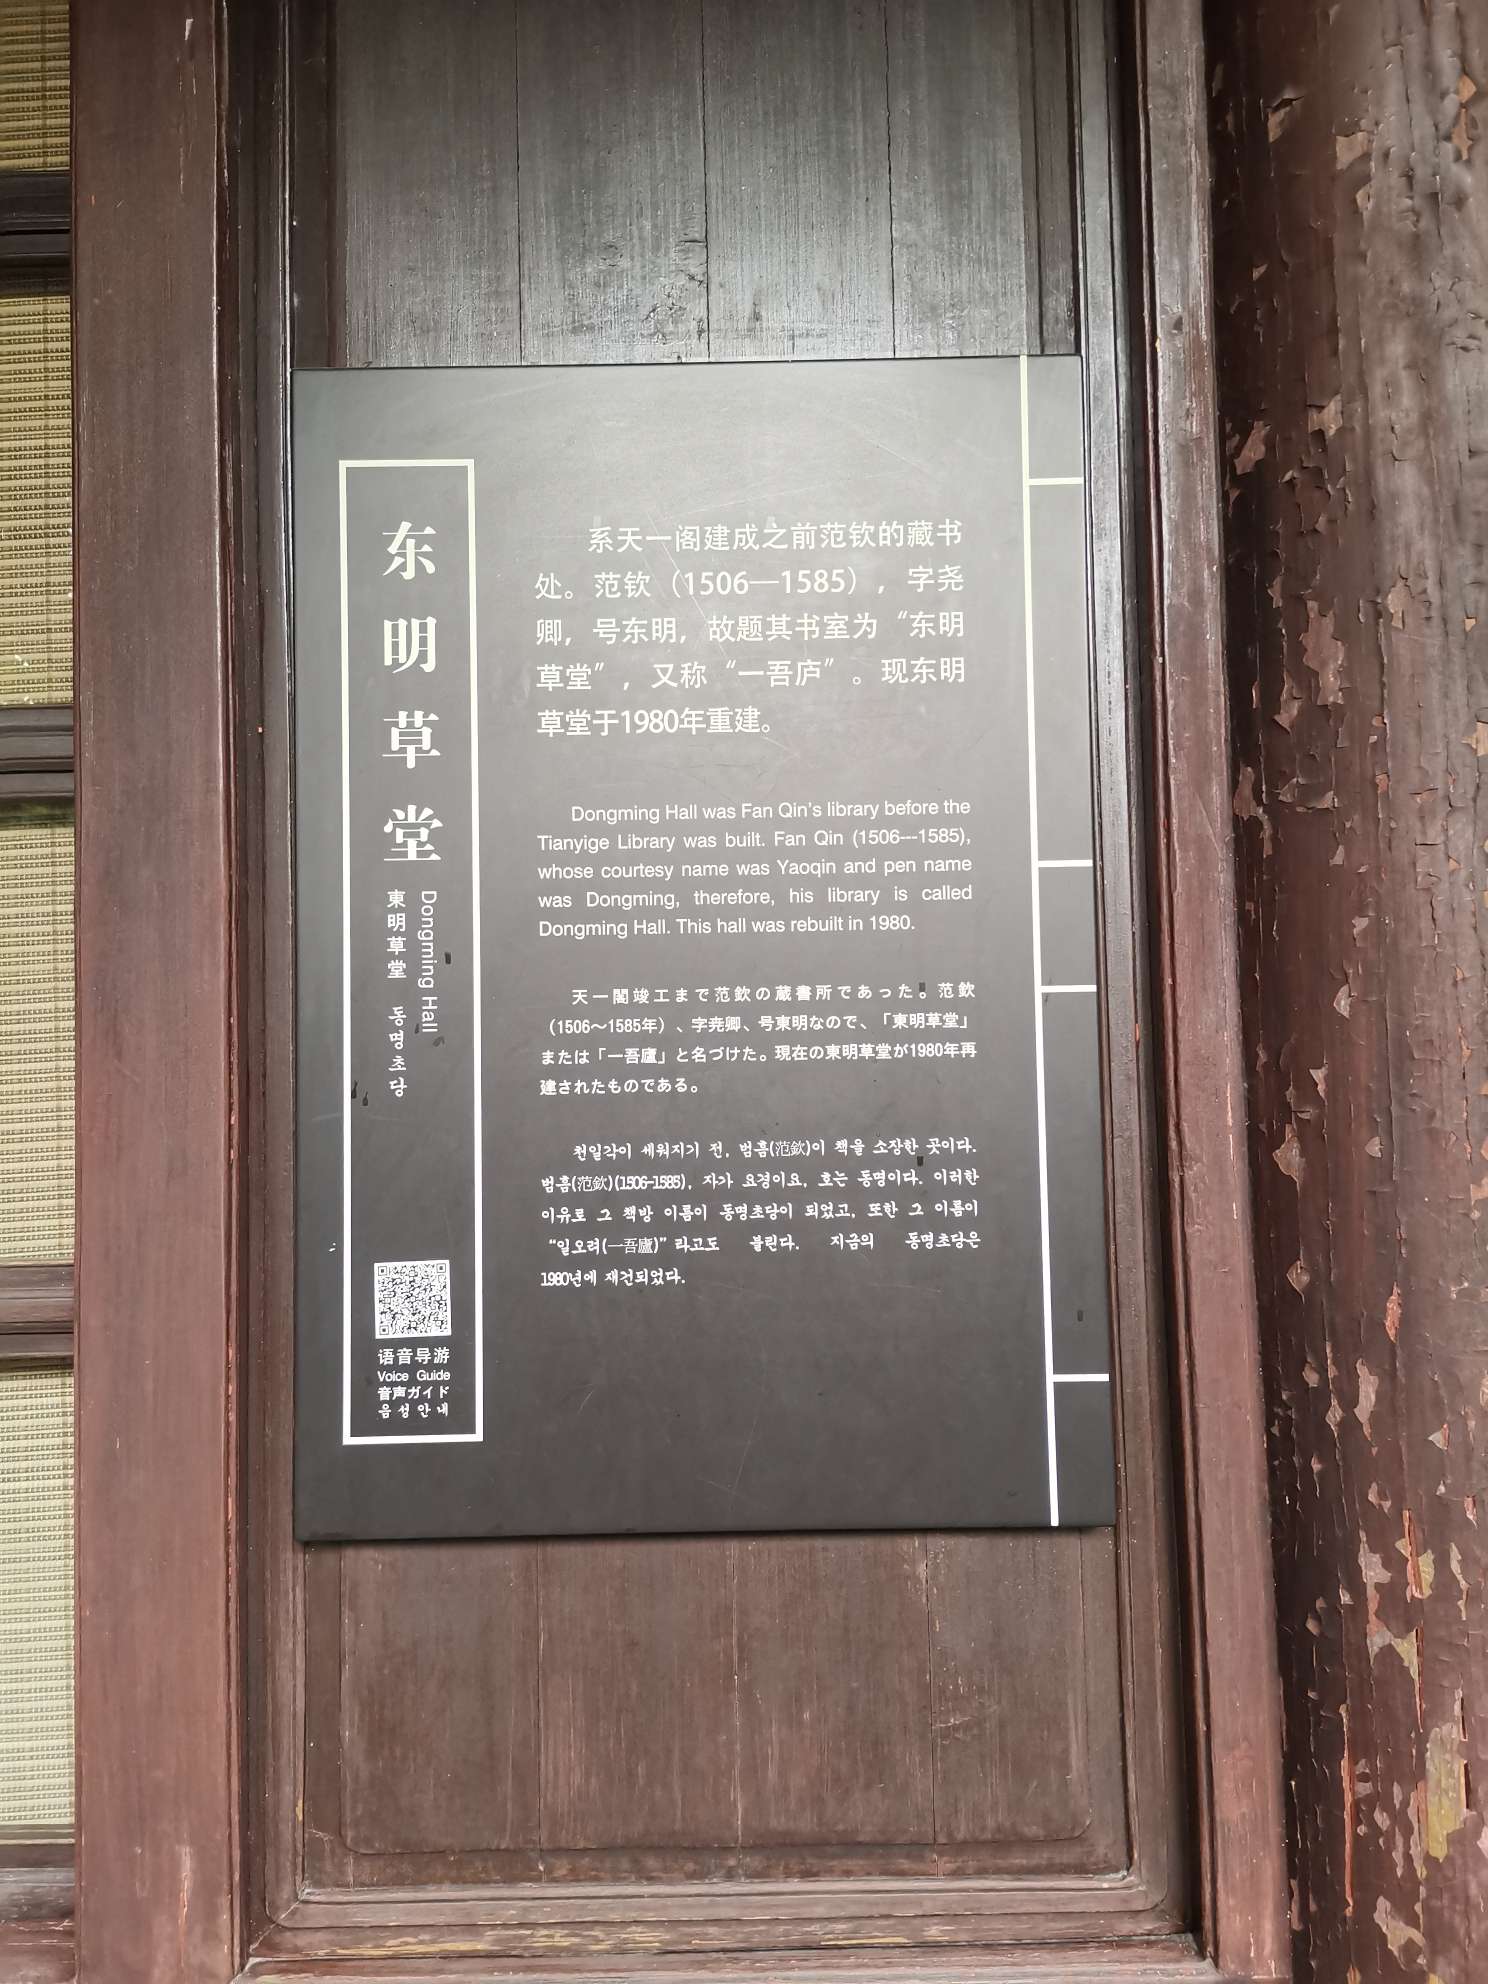 东明草堂
Dongming Hall
東明草堂 동명초당
语音导游
Voice Guide
音声ガイド
음성안내
系天一阁建成之前范钦的藏书
处。范钦（1506—1585），字尧
卿，号东明，故题其书室为“东明
草堂”，又称“一吾庐”。现东明
草堂于1980年重建。
Dongming Hall was Fan Qin's library before the
Tianyige Library was built. Fan Qin (1506---1585),
whose courtesy name was Yaoqin and pen name
was Dongming, therefore, his library is called
Dongming Hall. This hall was rebuilt in 1980.
天一閣竣工まで范欽の蔵書所であった。范欽
（1506～1585年）、字尭卿、号東明なので、「東明草堂」
または「一吾廬」と名づけた。現在の東明草堂が1980年再
建されたものである。
천일각이 세워지기 전, 범흠(范欽)이 책을 소장한 곳이다.
범흠(范欽)(1506-1585), 자가 요경이요, 호는 동명이다. 이러한
이유로 그 책방 이름이 동명초당이 되었고, 또한 그 이름이
“일오려(一吾廬)”라고도 불린다. 지금의 동명초당은
1980년에 재건되었다.